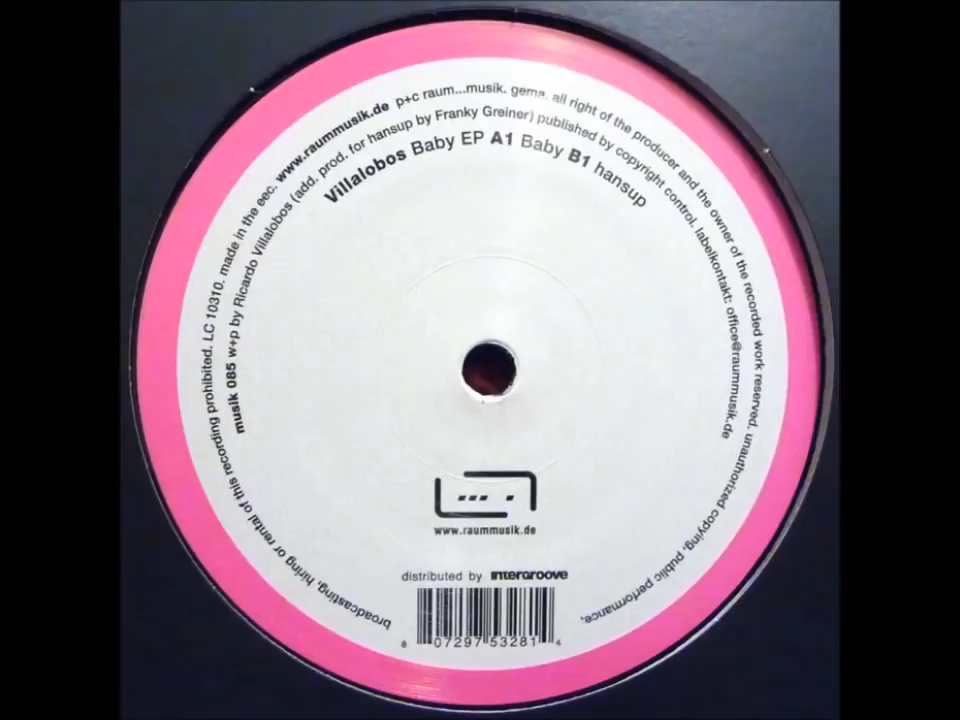 broadcasting, hiring or rental of this recording prohibited. LC 10310. made in the eec. www.raummusik.de p+c raum...musik. gema. all right of the producer and the owner of the recorded work reserved. unauthorized copying, public performance,
musik 085 w+p by Ricardo Villalobos (add. prod. for hansup by Franky Greiner) published by copyright control. labelkontakt: office@raummusik.de
Villalobos Baby EP A1 Baby B1 hansup
www.raummusik.de
distributed by intergroove
8 07297 53281 4